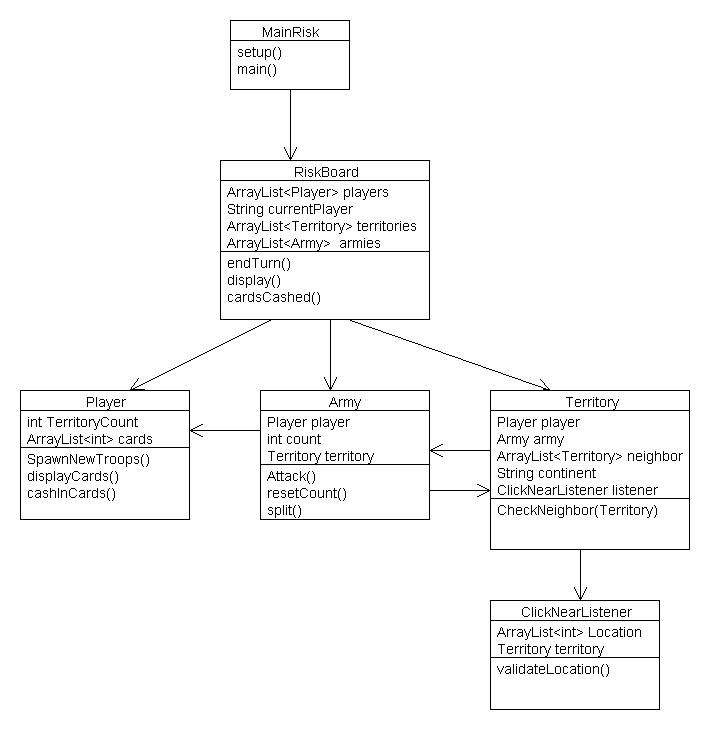 MainRisk
setup()
main()
RiskBoard
ArrayList<Player> players
String currentPlayer
ArrayList<Territory> territories
ArrayList<Army>  armies
endTurn()
display()
cardsCashed()
Player
int TerritoryCount
ArrayList<int> cards
SpawnNewTroops()
displayCards()
cashInCards()
Army
Player player
int count
Territory territory
Attack()
resetCount()
split()
Territory
Player player
Army army
ArrayList<Territory> neighbor
String continent
ClickNearListener listener
CheckNeighbor(Territory)
ClickNearListener
ArrayList<int> Location
Territory territory
validateLocation()